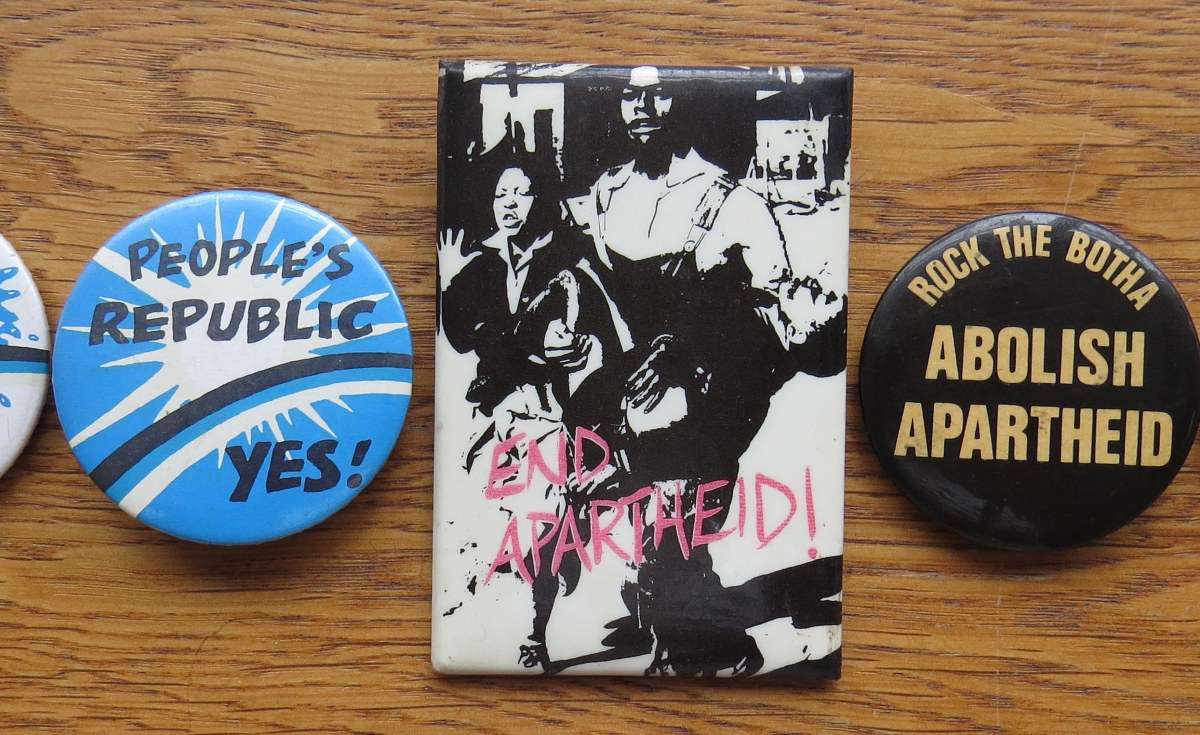 PEOPLE'S
REPUBLIC
YES!
END
APARTHEID!
ROCK THE BOTHA
ABOLISH
APARTHEID